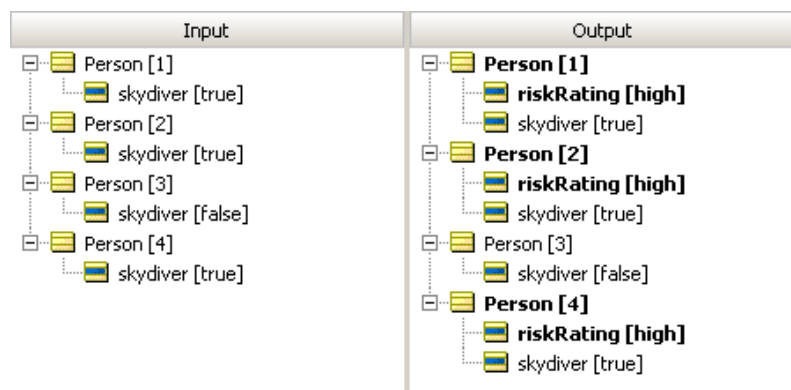 Input
Person [1]
skydiver [true]
Person [2]
skydiver [true]
Person [3]
skydiver [false]
Person [4]
skydiver [true]
Output
Person [1]
riskRating [high]
skydiver [true]
Person [2]
riskRating [high]
skydiver [true]
Person [3]
skydiver [false]
Person [4]
riskRating [high]
skydiver [true]